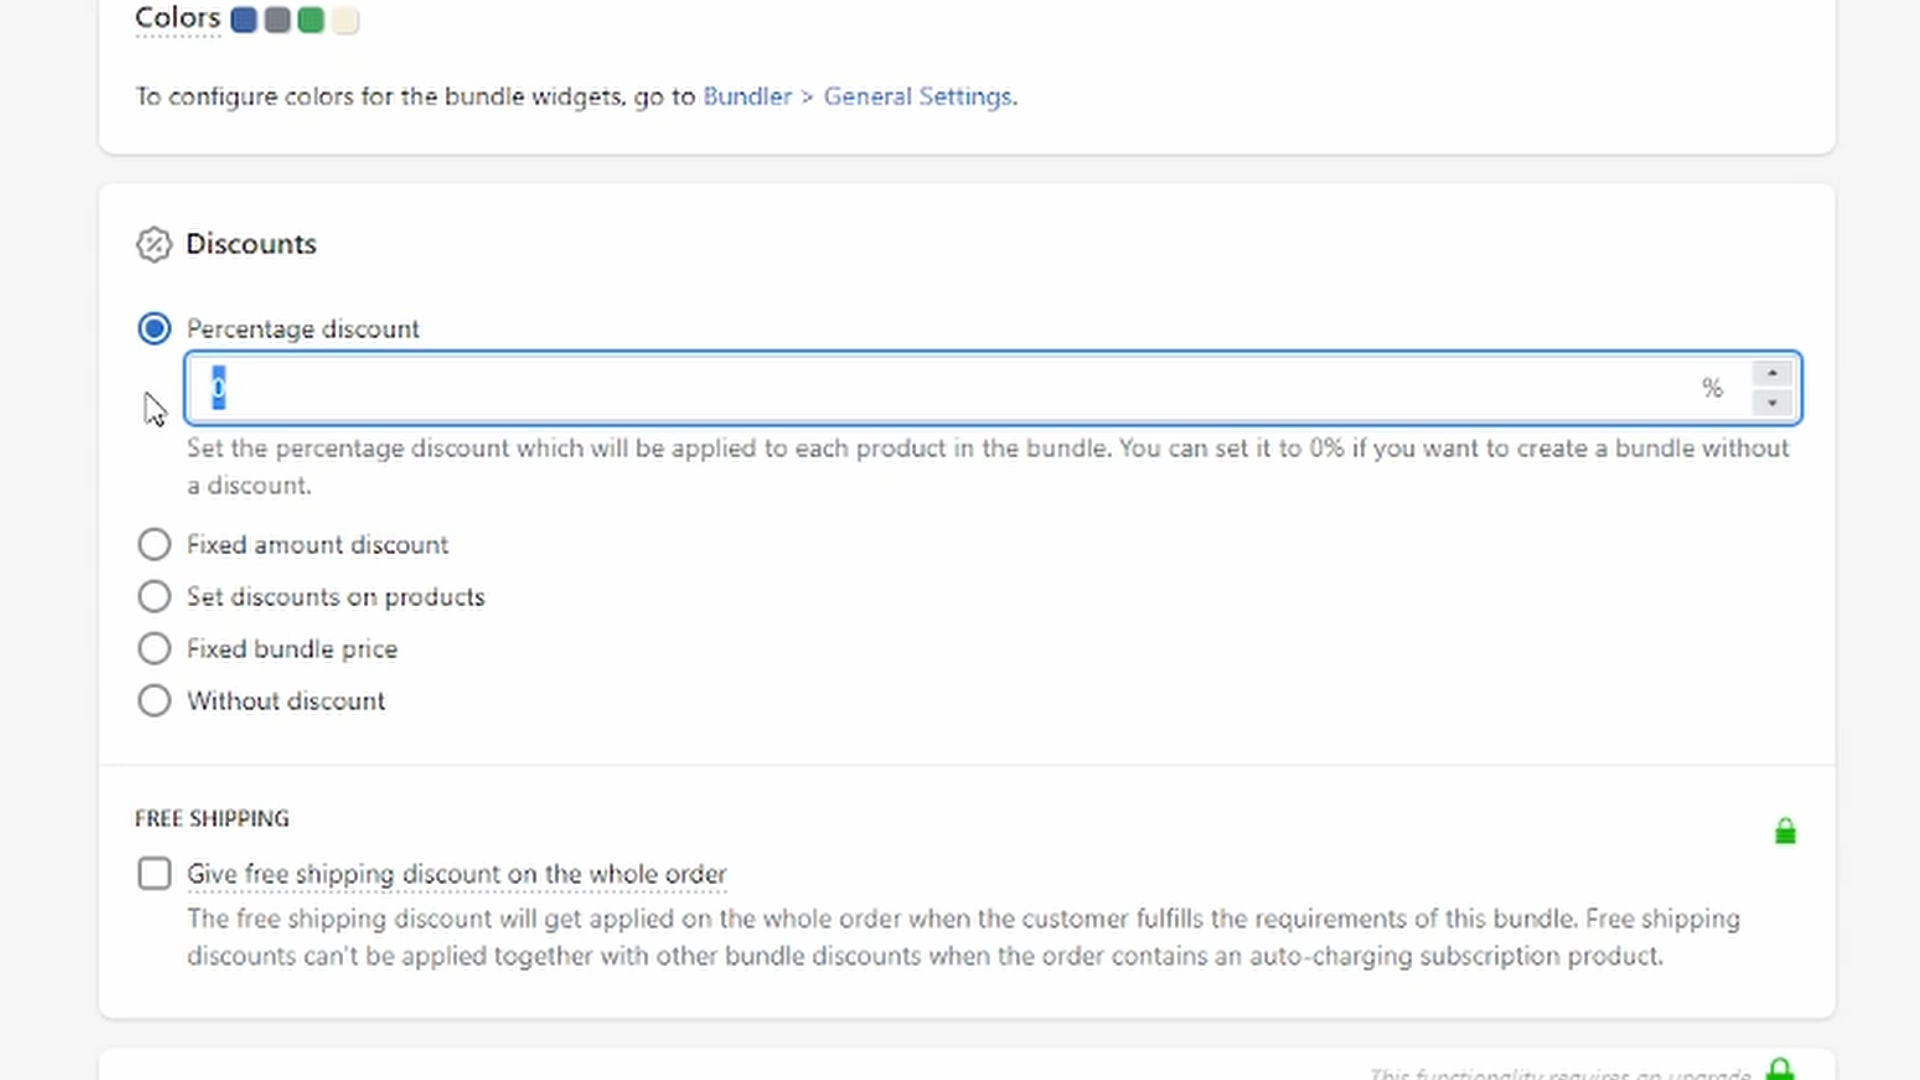 Colors
To configure colors for the bundle widgets, go to Bundler > General Settings.
Discounts
Percentage discount
0 %
Set the percentage discount which will be applied to each product in the bundle. You can set it to 0% if you want to create a bundle without
a discount.
Fixed amount discount
Set discounts on products
Fixed bundle price
Without discount
FREE SHIPPING
Give free shipping discount on the whole order
The free shipping discount will get applied on the whole order when the customer fulfills the requirements of this bundle. Free shipping
discounts can't be applied together with other bundle discounts when the order contains an auto-charging subscription product.
This functionality requires an upgrade